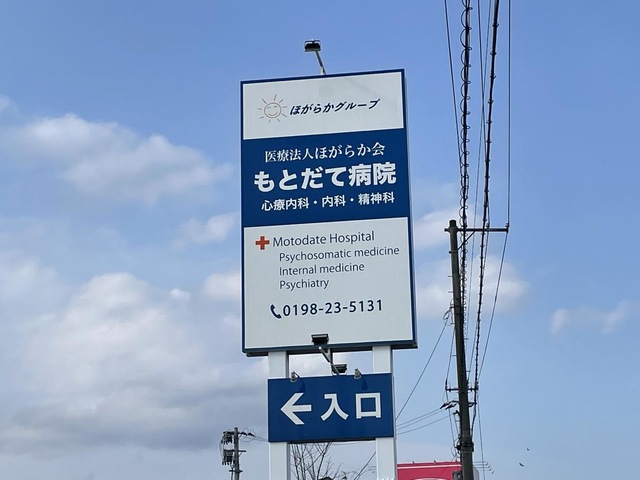 ほがらかグループ
医療法人ほがらか会
もとだて病院
心療内科・内科・精神科
Motodate Hospital
Psychosomatic medicine
Internal medicine
Psychiatry
0198-23-5131
入口